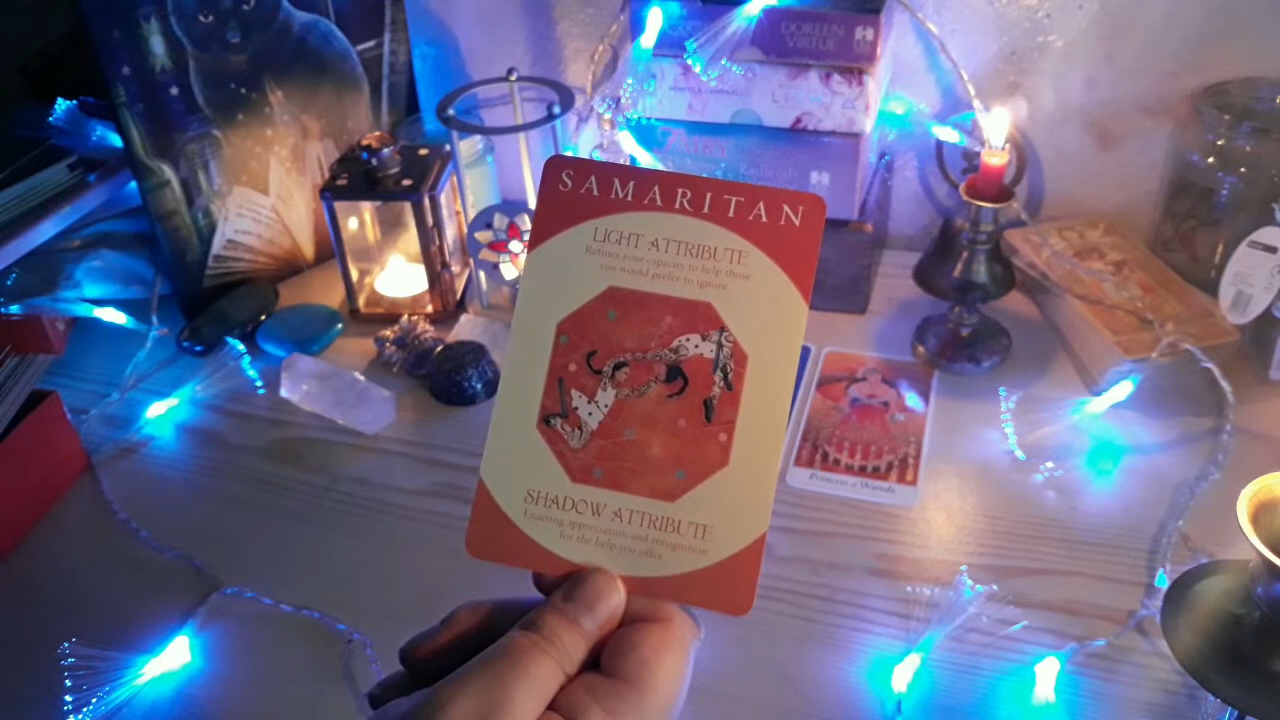 DOREEN
VIRTUE
SAMARITAN
LIGHT ATTRIBUTE
Refines your capacity to help those
you would prefer to ignore
SHADOW ATTRIBUTE
Exacting appreciation and recognition
for the help you offer
Princess of Wands